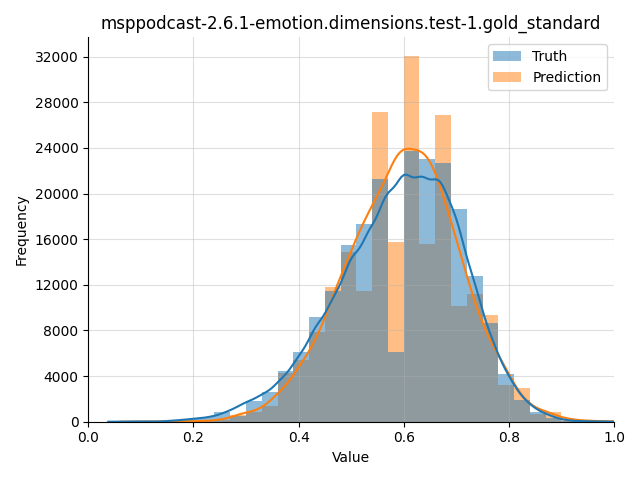 msppodcast-2.6.1-emotion.dimensions.test-1.gold_standard
Truth
Prediction
32000
28000
24000
20000
16000
12000
8000
4000
0
Frequency
0.0 0.2 0.4 0.6 0.8 1.0
Value